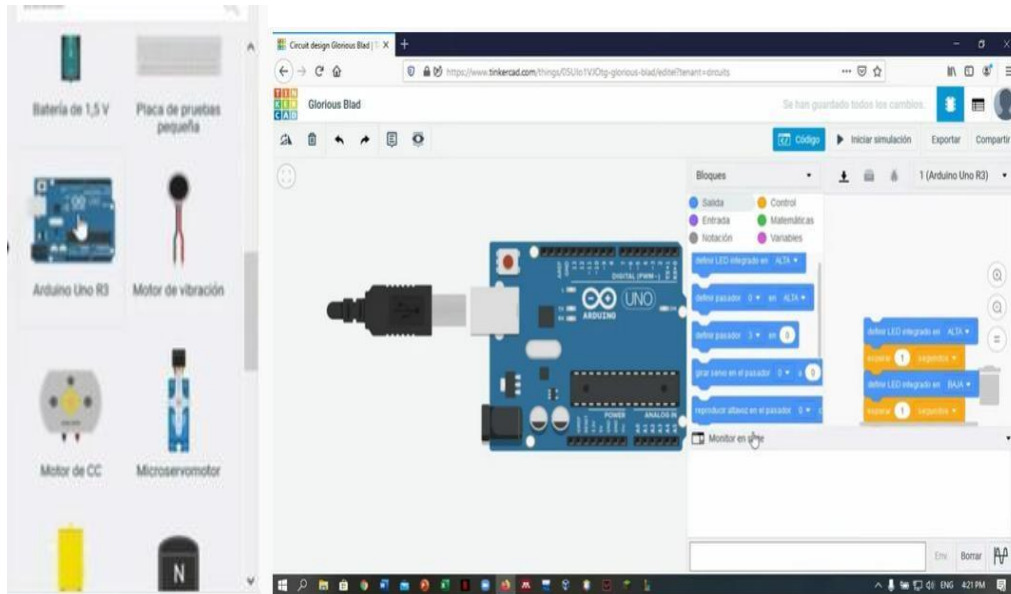 Batería de 1,5 V
Placa de pruebas
pequeña
Arduino Uno R3
Motor de vibración
Motor de CC
Microservomotor
N
Circuit design Glorious Blad | Ti
https://www.tinkercad.com/things/
TIN
KER
CAD
Glorious Blad
Se han guardado todos los cambios.
Código
Iniciar simulación
Exportar
Compartir
Bloques
1 (Arduino Uno R3)
Salida
Control
Entrada
Matemáticas
Notación
Variables
definir LED integrado en ALTA
definir pasador 0 en ALTA
definir pasador 3 en 0
girar servo en el pasador 0 a 0
reproducir altavoz en el pasador 0
definir LED integrado en ALTA
esperar 1 segundos
definir LED integrado en BAJA
esperar 1 segundos
DIGITAL (PWM~)
UNO
ARDUINO
POWER
ANALOG IN
Monitor en serie
Env.
Borrar
ENG
4:21 PM